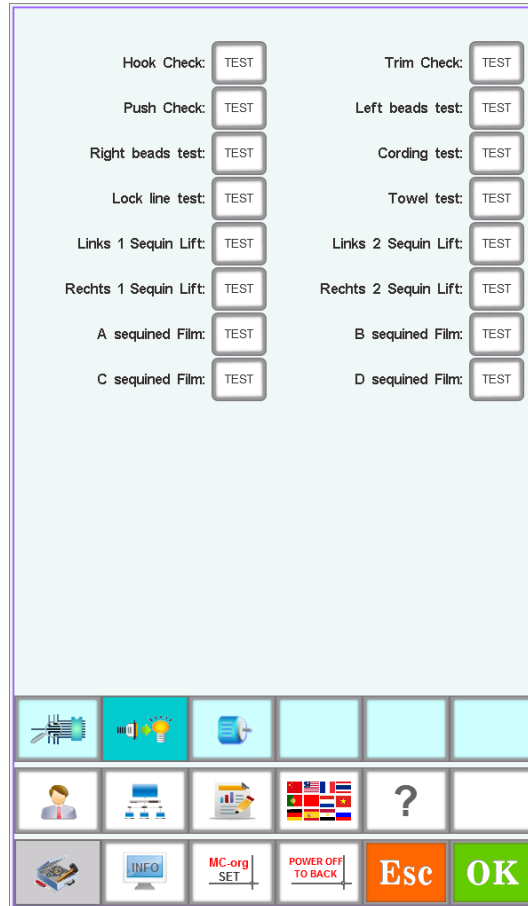 Hook Check: TEST Trim Check: TEST
Push Check: TEST Left beads test: TEST
Right beads test: TEST Cording test: TEST
Lock line test: TEST Towel test: TEST
Links 1 Sequin Lift: TEST Links 2 Sequin Lift: TEST
Rechts 1 Sequin Lift: TEST Rechts 2 Sequin Lift: TEST
A sequined Film: TEST B sequined Film: TEST
C sequined Film: TEST D sequined Film: TEST
?
INFO MC-org SET POWER OFF TO BACK Esc OK